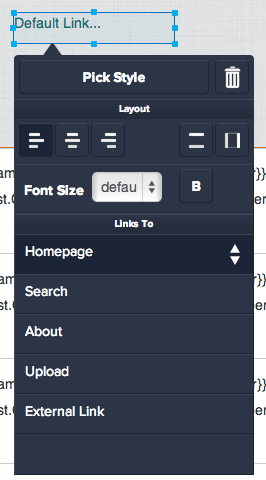 Default Link...
Pick Style
Layout
Font Size defau B
Links To
Homepage
Search
About
Upload
External Link